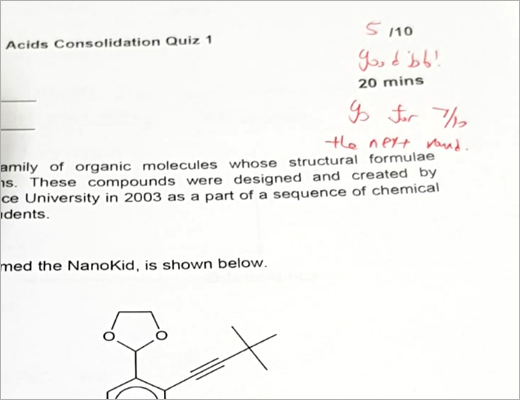 Acids Consolidation Quiz 1
5 /10
good job!
20 mins
Go for 7/10
the next round.
amily of organic molecules whose structural formulae
ns. These compounds were designed and created by
ce University in 2003 as a part of a sequence of chemical
idents.
med the NanoKid, is shown below.
O O